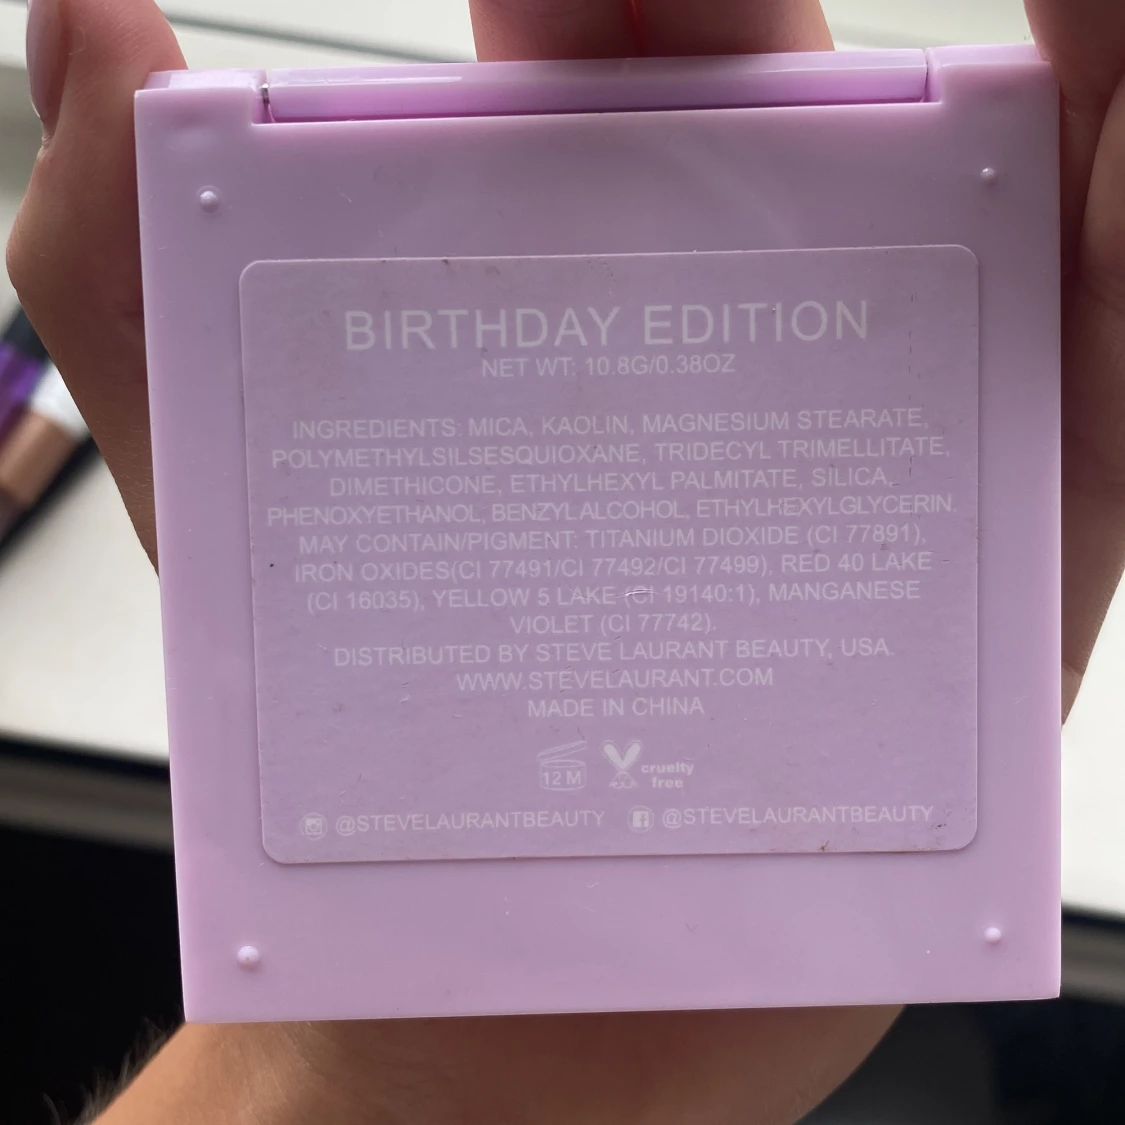 BIRTHDAY EDITION
NET WT: 10.8G/0.38OZ
INGREDIENTS: MICA, KAOLIN, MAGNESIUM STEARATE,
POLYMETHYLSILSESQUIOXANE, TRIDECYL TRIMELLITATE,
DIMETHICONE, ETHYLHEXYL PALMITATE, SILICA,
PHENOXYETHANOL, BENZYL ALCOHOL, ETHYLHEXYLGLYCERIN.
MAY CONTAIN/PIGMENT: TITANIUM DIOXIDE (CI 77891),
IRON OXIDES(CI 77491/CI 77492/CI 77499), RED 40 LAKE
(CI 16035), YELLOW 5 LAKE (CI 19140:1), MANGANESE
VIOLET (CI 77742).
DISTRIBUTED BY STEVE LAURANT BEAUTY, USA.
WWW.STEVELAURANT.COM
MADE IN CHINA
12 M cruelty
free
@STEVELAURANTBEAUTY @STEVELAURANTBEAUTY